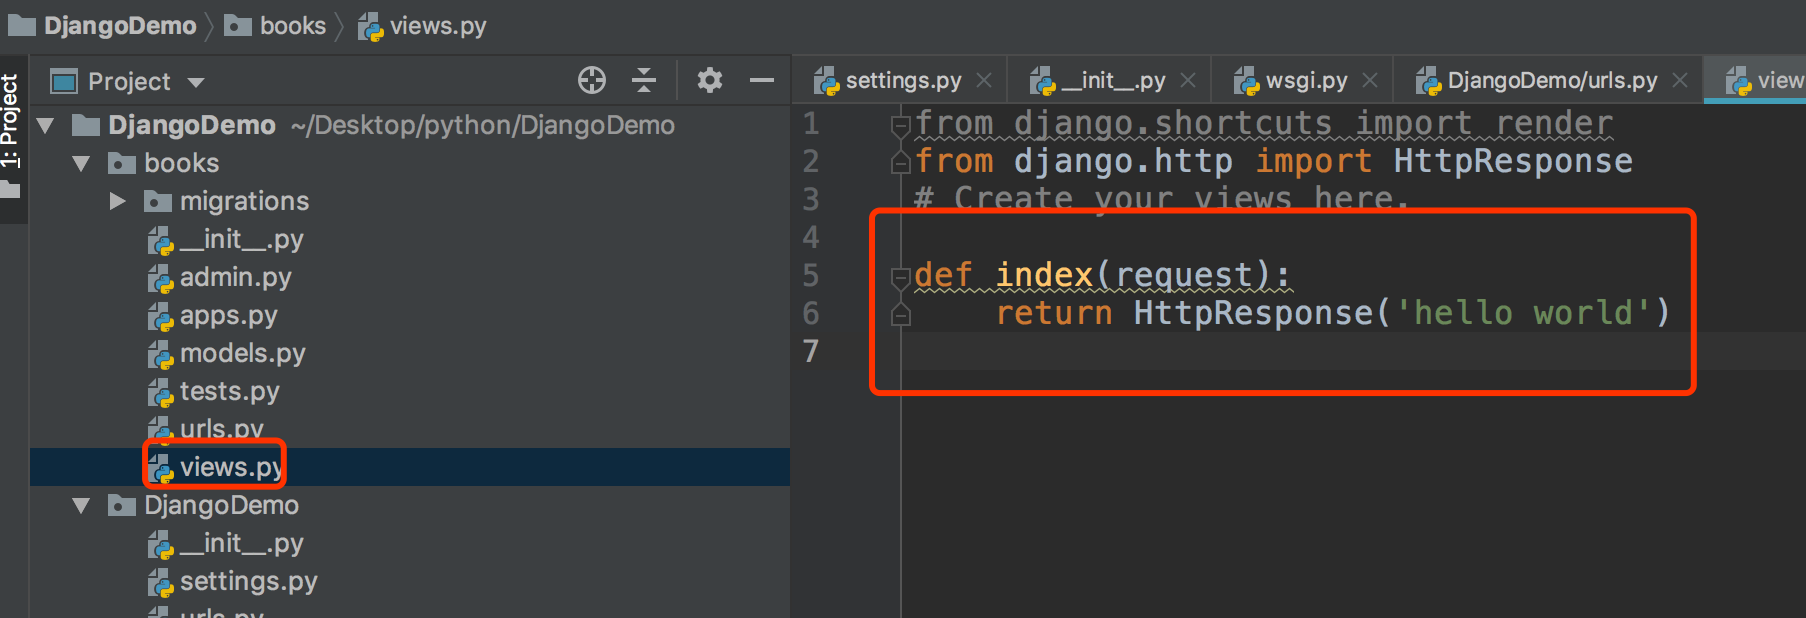 DjangoDemo books views.py
1: Project
Project
DjangoDemo ~/Desktop/python/DjangoDemo
books
migrations
__init__.py
admin.py
apps.py
models.py
tests.py
urls.py
views.py
DjangoDemo
__init__.py
settings.py
urls.py
settings.py __init__.py wsgi.py DjangoDemo/urls.py view
1 from django.shortcuts import render
2 from django.http import HttpResponse
3 # Create your views here.
4
5 def index(request):
6     return HttpResponse('hello world')
7